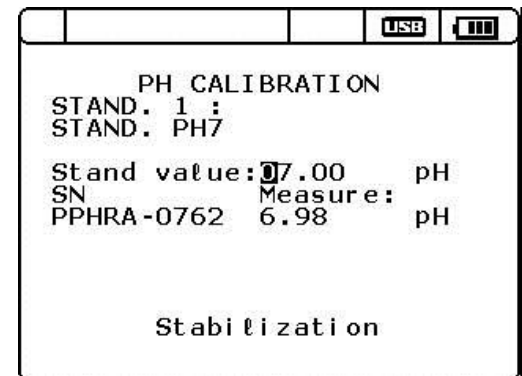 USB
PH CALIBRATION
STAND. 1 :
STAND. PH7
Stand value:07.00 pH
SN Measure:
PPHRA-0762 6.98 pH
Stabilization